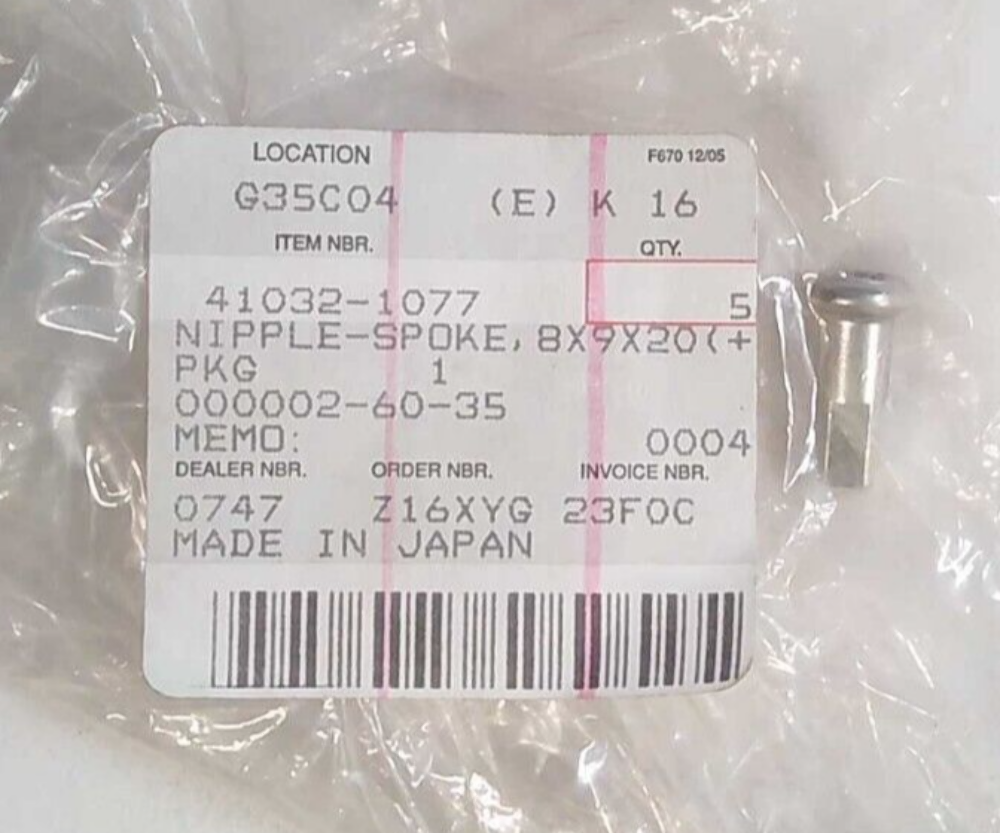 LOCATION F670 12/05
G35C04 (E) K 16
ITEM NBR. QTY.
41032-1077 5
NIPPLE-SPOKE, 8X9X20(+
PKG 1
000002-60-35
MEMO: 0004
DEALER NBR. ORDER NBR. INVOICE NBR.
0747 Z16XYG 23F0C
MADE IN JAPAN